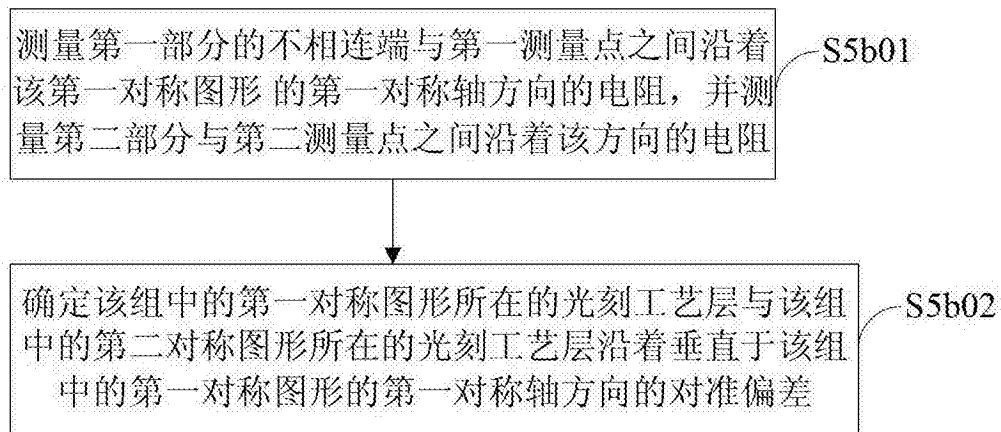 测量第一部分的不相连端与第一测量点之间沿着
该第一对称图形 的第一对称轴方向的电阻，并测
量第二部分与第二测量点之间沿着该方向的电阻
S5b01
确定该组中的第一对称图形所在的光刻工艺层与该组
中的第二对称图形所在的光刻工艺层沿着垂直于该组
中的第一对称图形的第一对称轴方向的对准偏差
S5b02